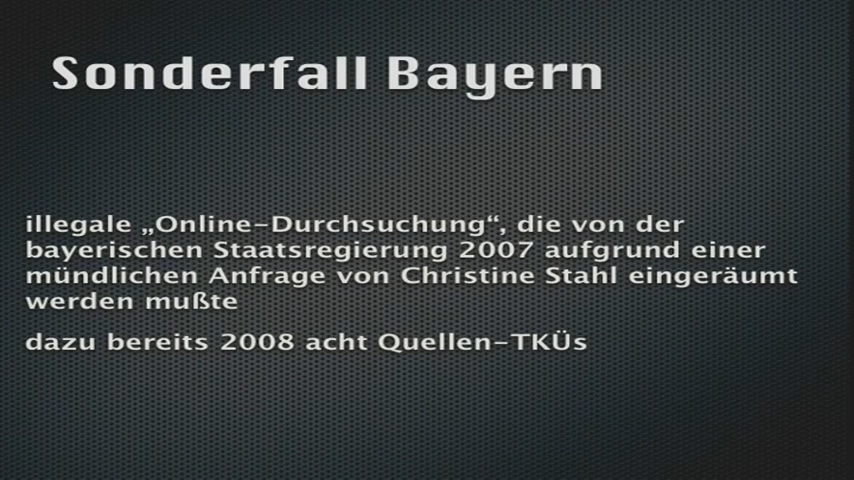 Sonderfall Bayern
illegale „Online-Durchsuchung“, die von der
bayerischen Staatsregierung 2007 aufgrund einer
mündlichen Anfrage von Christine Stahl eingeräumt
werden mußte
dazu bereits 2008 acht Quellen-TKÜs